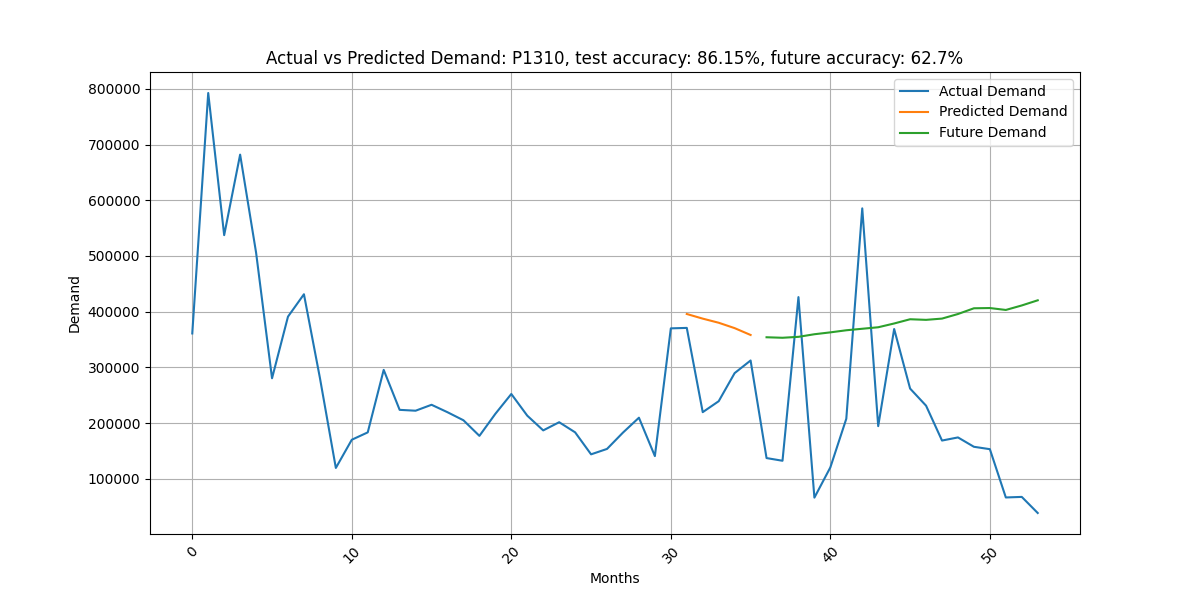 Actual vs Predicted Demand: P1310, test accuracy: 86.15%, future accuracy: 62.7%
Actual Demand
Predicted Demand
Future Demand
800000
700000
600000
500000
400000
300000
200000
100000
Demand
0
10
20
30
40
50
Months